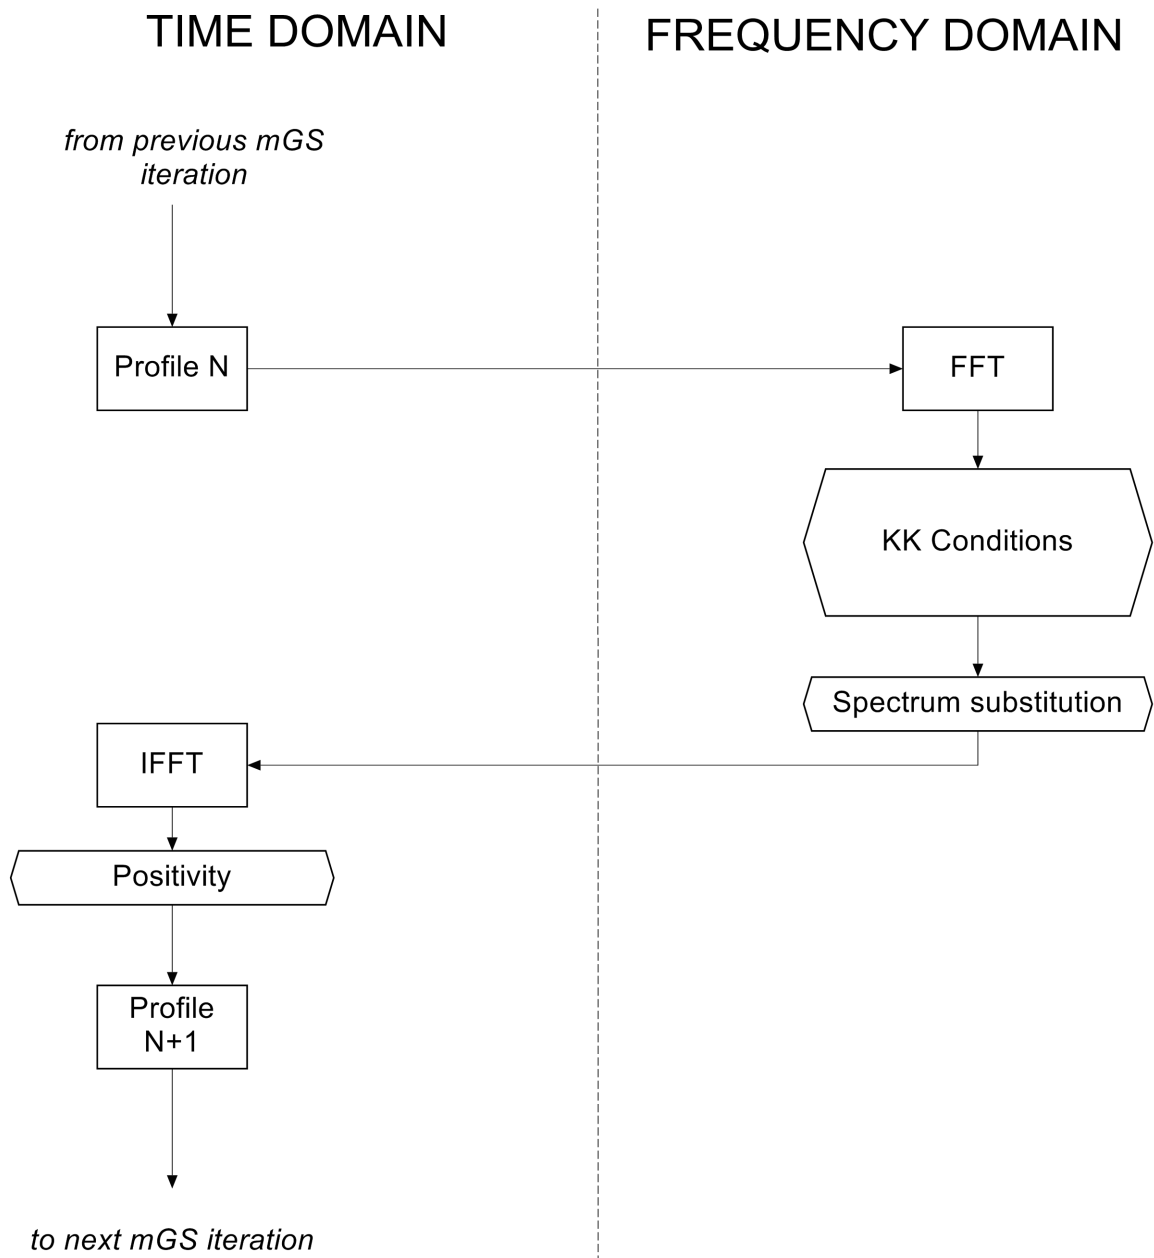 TIME DOMAIN
FREQUENCY DOMAIN
from previous mGS
iteration
Profile N
FFT
KK Conditions
Spectrum substitution
IFFT
Positivity
Profile
N+1
to next mGS iteration